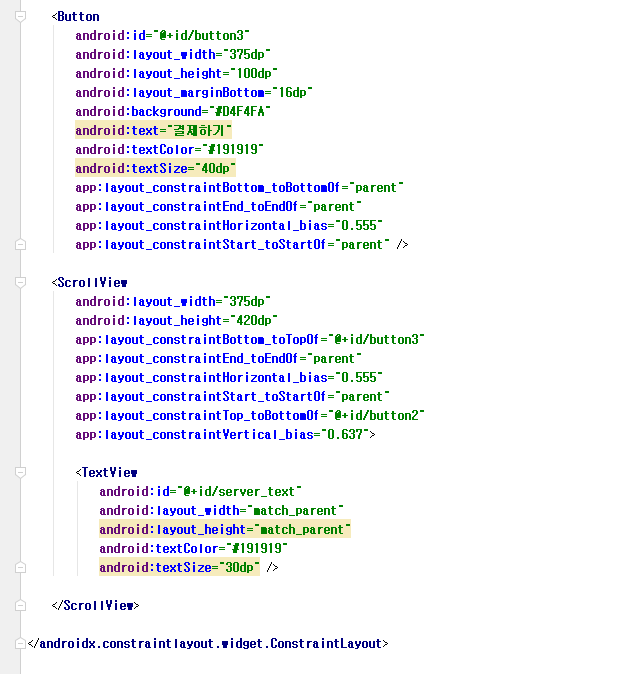 <Button
android:id="@+id/button3"
android:layout_width="375dp"
android:layout_height="100dp"
android:layout_marginBottom="16dp"
android:background="#D4F4FA"
android:text="결제하기"
android:textColor="#191919"
android:textSize="40dp"
app:layout_constraintBottom_toBottomOf="parent"
app:layout_constraintEnd_toEndOf="parent"
app:layout_constraintHorizontal_bias="0.555"
app:layout_constraintStart_toStartOf="parent" />
<ScrollView
android:layout_width="375dp"
android:layout_height="420dp"
app:layout_constraintBottom_toTopOf="@+id/button3"
app:layout_constraintEnd_toEndOf="parent"
app:layout_constraintHorizontal_bias="0.555"
app:layout_constraintStart_toStartOf="parent"
app:layout_constraintTop_toBottomOf="@+id/button2"
app:layout_constraintVertical_bias="0.637">
<TextView
android:id="@+id/server_text"
android:layout_width="match_parent"
android:layout_height="match_parent"
android:textColor="#191919"
android:textSize="30dp" />
</ScrollView>
</androidx.constraintlayout.widget.ConstraintLayout>